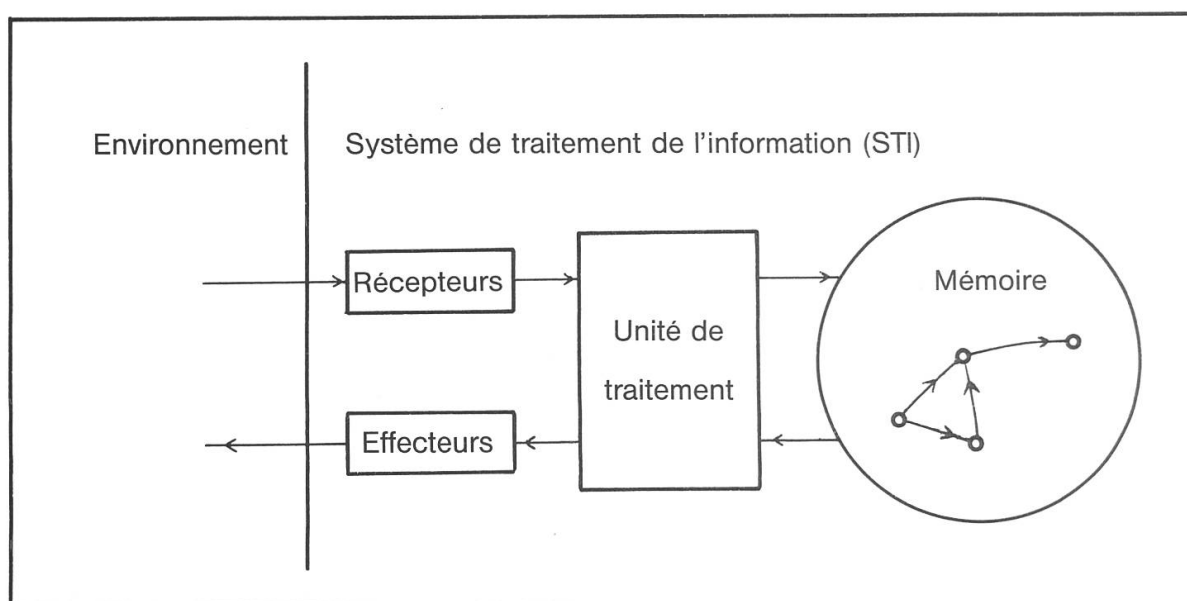 Environnement
Système de traitement de l'information (STI)
Récepteurs
Unité de
traitement
Mémoire
Effecteurs